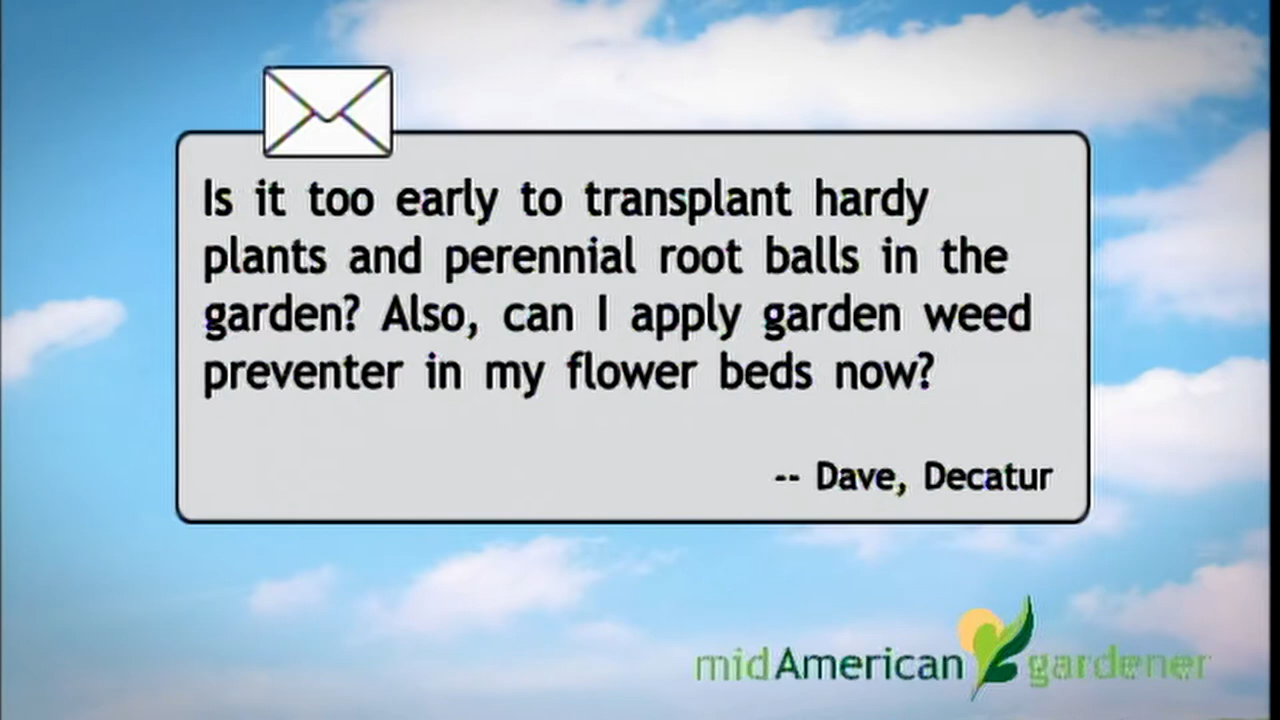 Is it too early to transplant hardy
plants and perennial root balls in the
garden? Also, can I apply garden weed
preventer in my flower beds now?
-- Dave, Decatur
midAmerican gardener